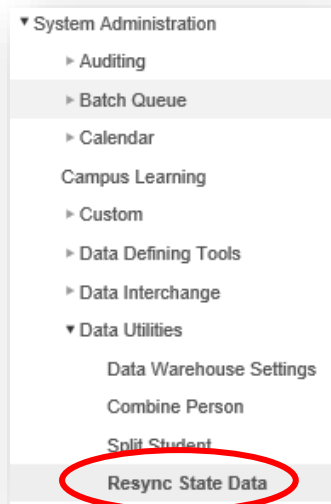 System Administration
Auditing
Batch Queue
Calendar
Campus Learning
Custom
Data Defining Tools
Data Interchange
Data Utilities
Data Warehouse Settings
Combine Person
Split Student
Resync State Data